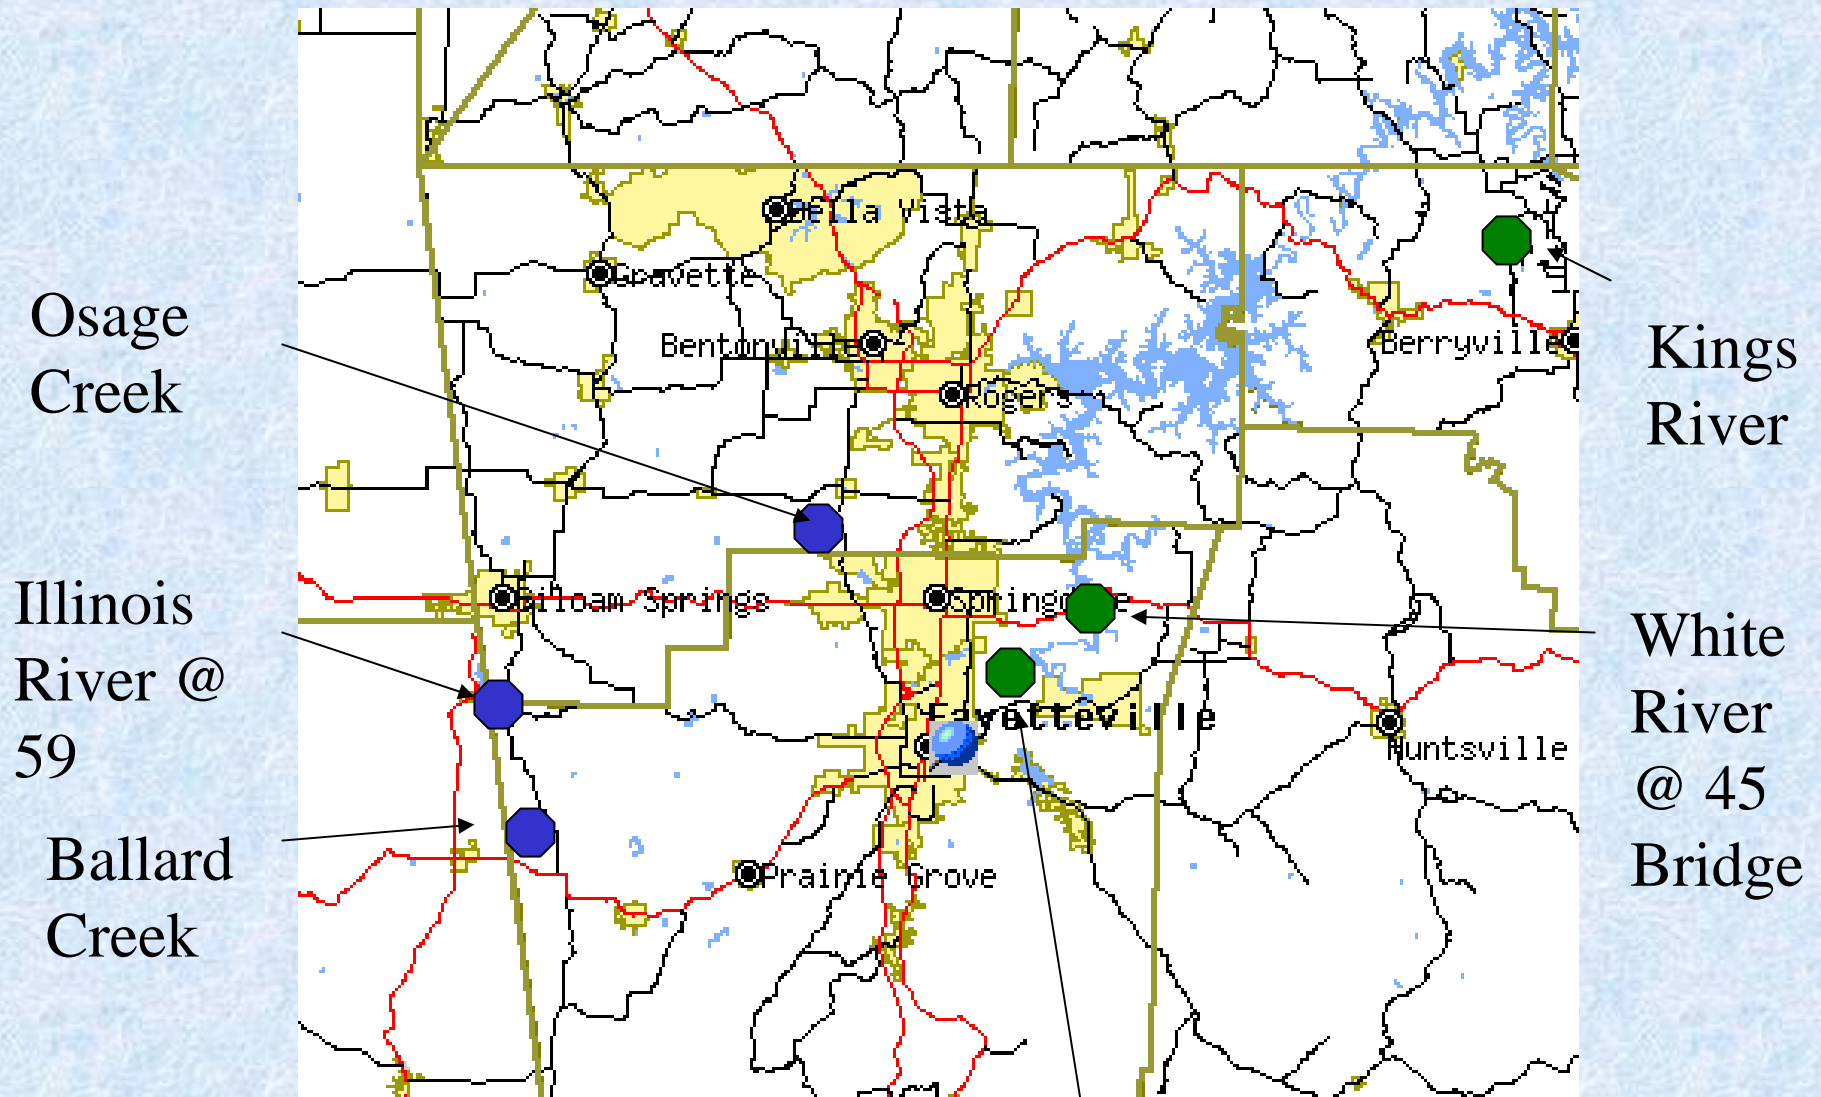 Osage
Creek
Illinois
River @
59
Ballard
Creek
Bella Vista
Gravette
Bentonville
Rogers
Berryville
Siloam Springs
Springdale
Fayetteville
Huntsville
Prairie Grove
Kings
River
White
River
@ 45
Bridge